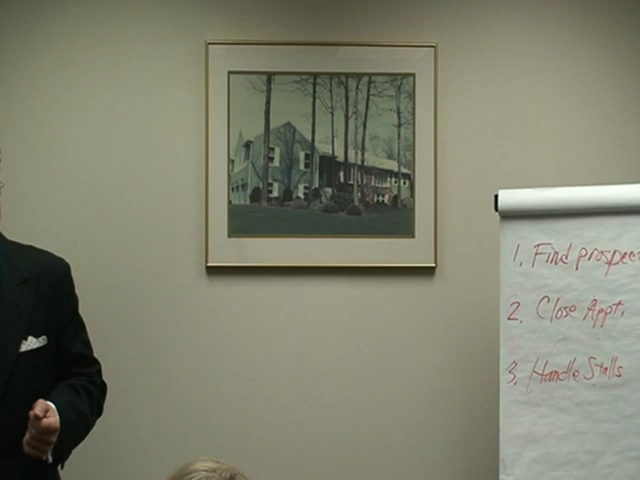 1. Find prospec
2. Close Appt.
3. Handle Stalls